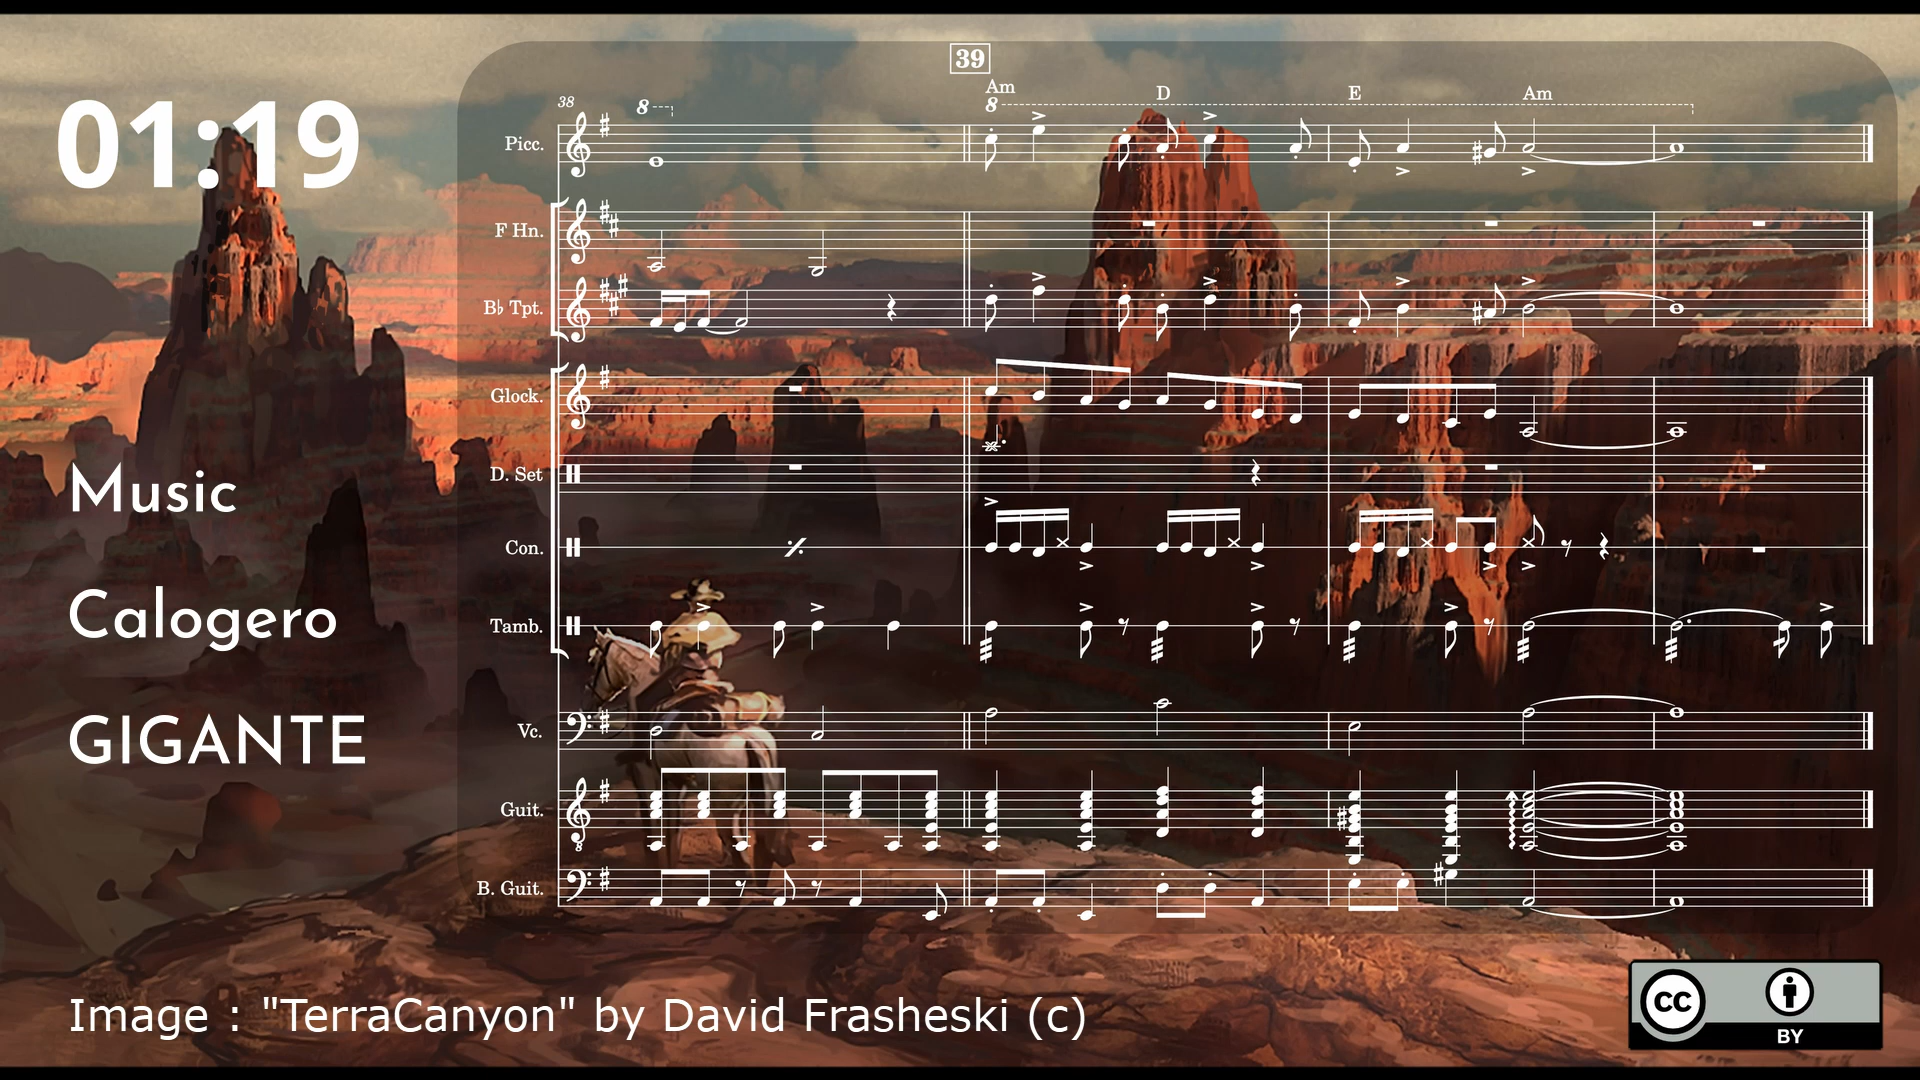 01:19
Music
Calogero
GIGANTE
39
Am D E Am
38
8
8
Picc.
F Hn.
B♭ Tpt.
Glock.
D. Set
Con.
Tamb.
Vc.
Guit.
8
B. Guit.
Image : "TerraCanyon" by David Frasheski (c)
cc
BY